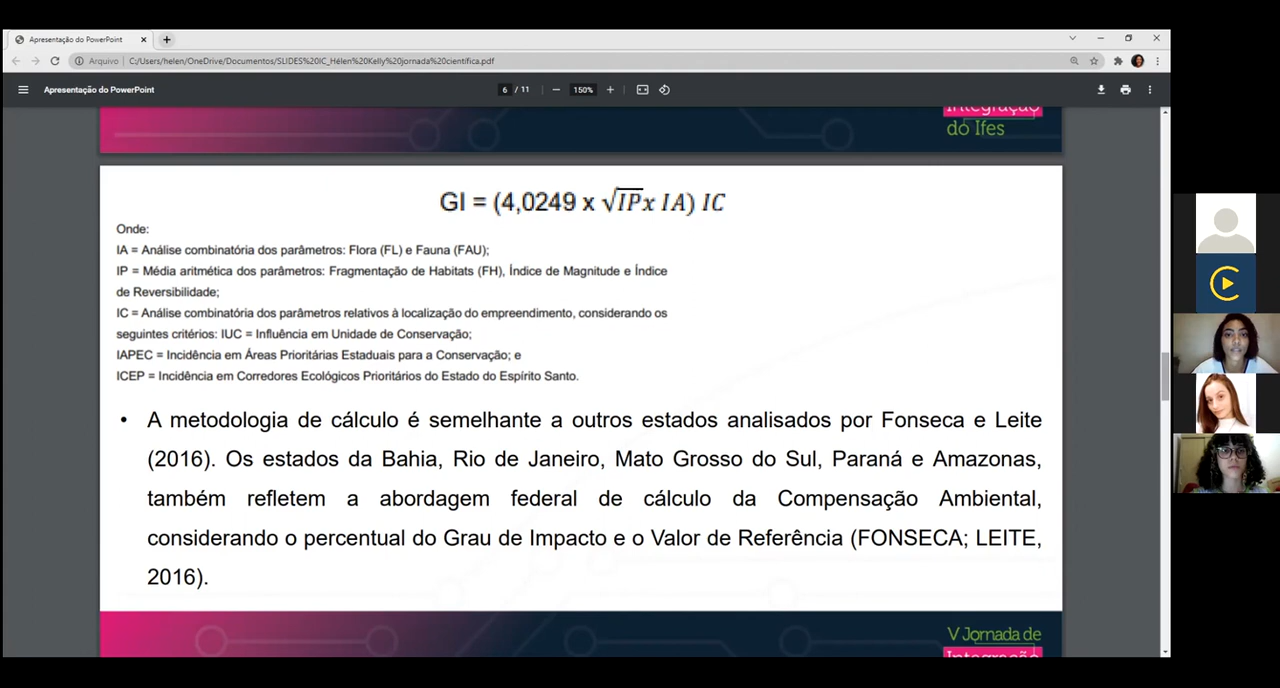 Apresentação do PowerPoint
Arquivo
C:/Users/helen/OneDrive/Documentos/SLIDES%20IC_Hélen%20Kelly%20jornada%20científica.pdf
Apresentação do PowerPoint
6 / 11
150%
Integração
do Ifes
GI = (4,0249 x √IP x IA) IC
Onde:
IA = Análise combinatória dos parâmetros: Flora (FL) e Fauna (FAU);
IP = Média aritmética dos parâmetros: Fragmentação de Habitats (FH), Índice de Magnitude e Índice
de Reversibilidade;
IC = Análise combinatória dos parâmetros relativos à localização do empreendimento, considerando os
seguintes critérios: IUC = Influência em Unidade de Conservação;
IAPEC = Incidência em Áreas Prioritárias Estaduais para a Conservação; e
ICEP = Incidência em Corredores Ecológicos Prioritários do Estado do Espírito Santo.
• A metodologia de cálculo é semelhante a outros estados analisados por Fonseca e Leite
(2016). Os estados da Bahia, Rio de Janeiro, Mato Grosso do Sul, Paraná e Amazonas,
também refletem a abordagem federal de cálculo da Compensação Ambiental,
considerando o percentual do Grau de Impacto e o Valor de Referência (FONSECA; LEITE,
2016).
V Jornada de
Integração